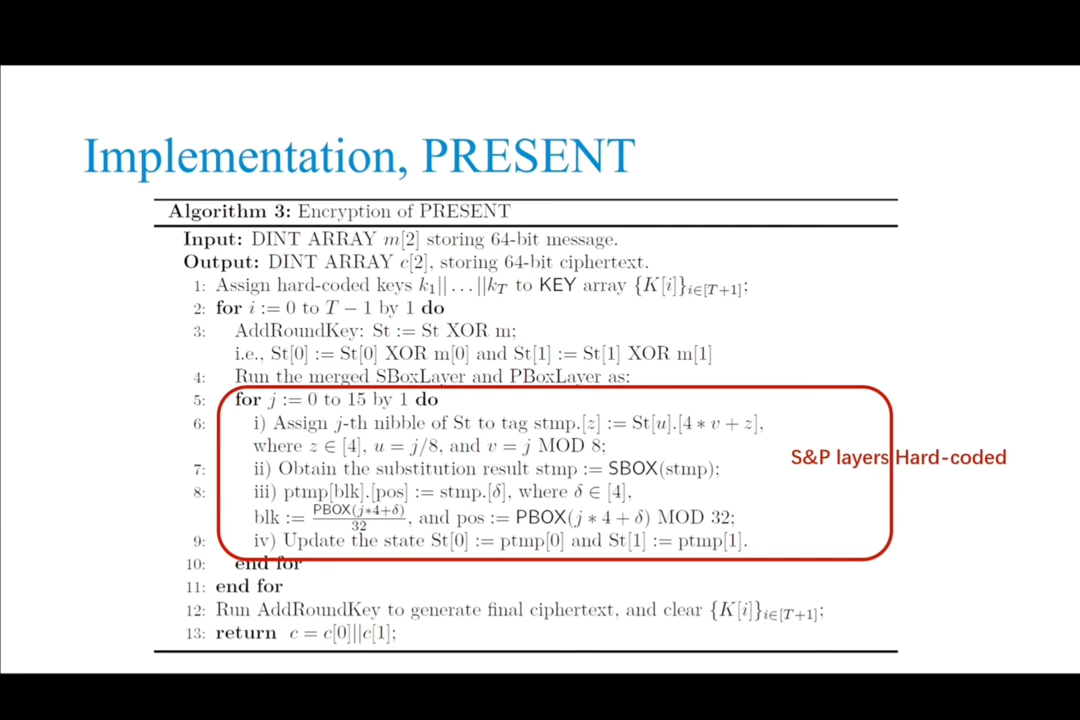 Implementation, PRESENT
Algorithm 3: Encryption of PRESENT
Input: DINT ARRAY m[2] storing 64-bit message.
Output: DINT ARRAY c[2], storing 64-bit ciphertext.
1: Assign hard-coded keys k₁||...||k_T to KEY array {K[i]}_{i∈[T+1]};
2: for i := 0 to T − 1 by 1 do
3: AddRoundKey: St := St XOR m;
i.e., St[0] := St[0] XOR m[0] and St[1] := St[1] XOR m[1]
4: Run the merged SBoxLayer and PBoxLayer as:
5: for j := 0 to 15 by 1 do
6: i) Assign j-th nibble of St to tag stmp.[z] := St[u].[4 * v + z],
where z ∈ [4], u = j/8, and v = j MOD 8;
7: ii) Obtain the substitution result stmp := SBOX(stmp);
8: iii) ptmp[blk].[pos] := stmp.[δ], where δ ∈ [4],
blk := PBOX(j*4+δ)/32, and pos := PBOX(j * 4 + δ) MOD 32;
9: iv) Update the state St[0] := ptmp[0] and St[1] := ptmp[1].
10: end for
11: end for
12: Run AddRoundKey to generate final ciphertext, and clear {K[i]}_{i∈[T+1]};
13: return c = c[0]||c[1];
S&P layers Hard-coded